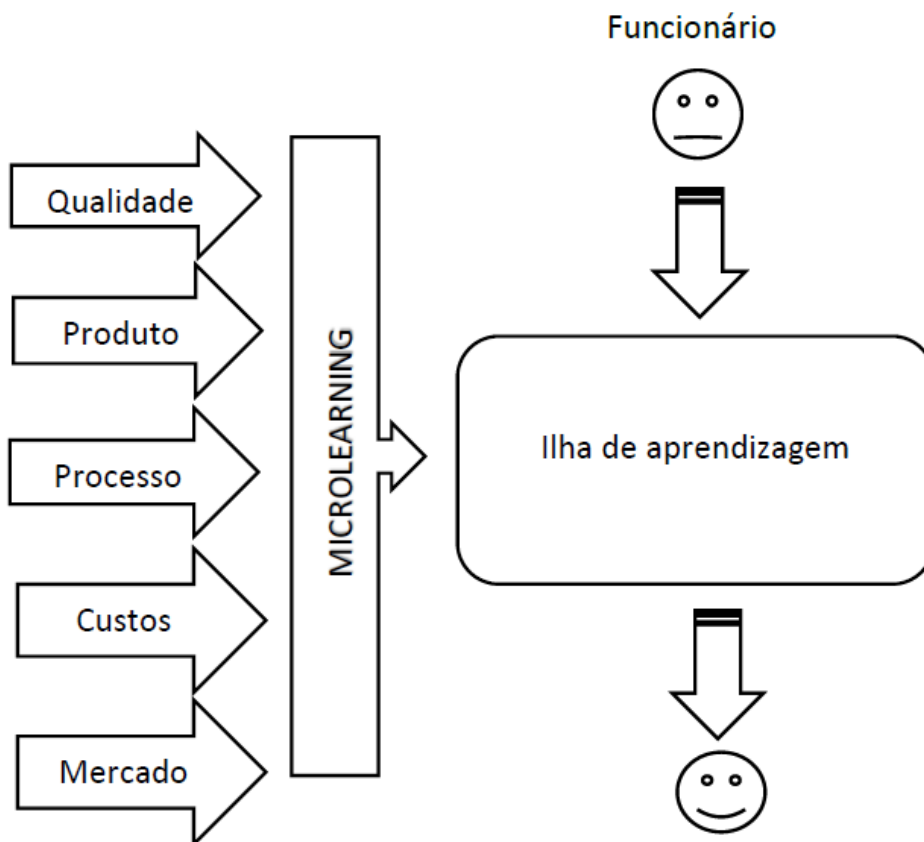 Funcionário
Qualidade
Produto
Processo
Custos
Mercado
MICROLEARNING
Ilha de aprendizagem